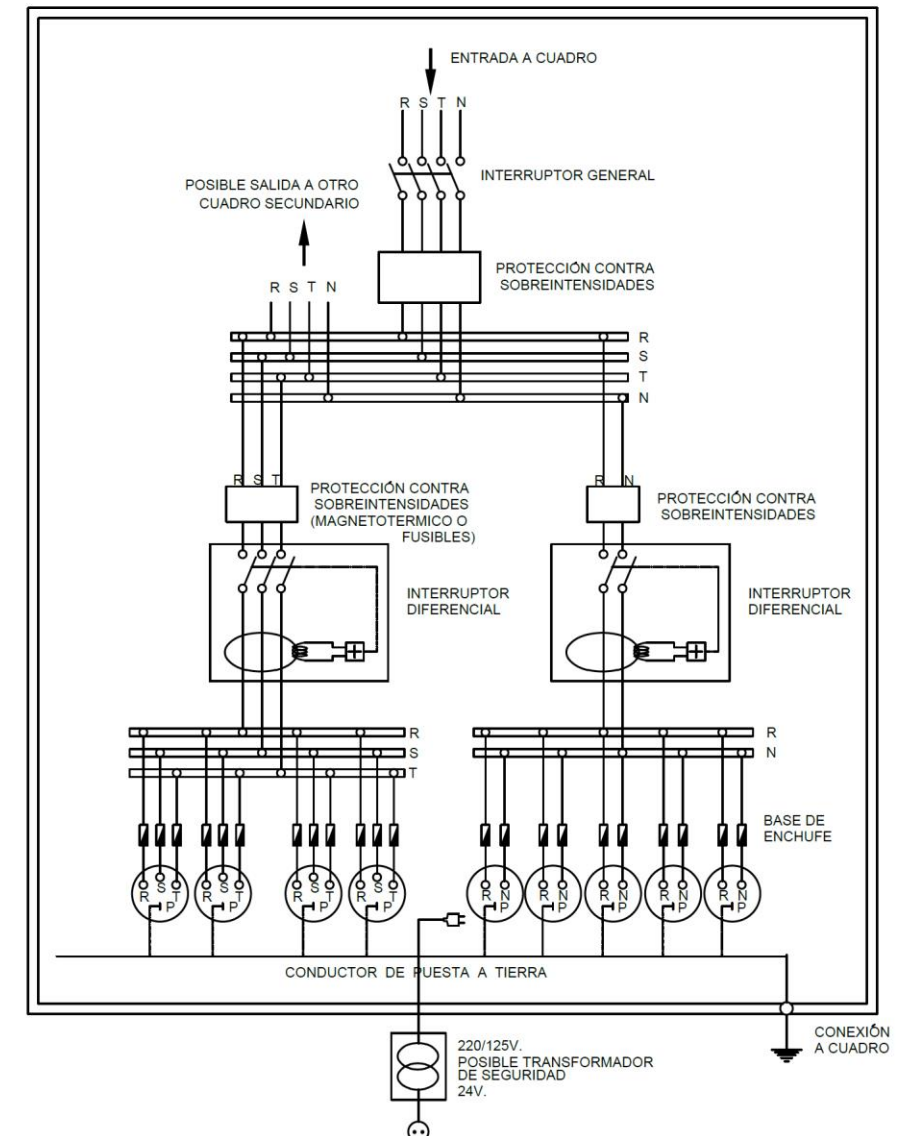 ENTRADA A CUADRO
R S T N
INTERRUPTOR GENERAL
POSIBLE SALIDA A OTRO
CUADRO SECUNDARIO
PROTECCIÓN CONTRA
SOBREINTENSIDADES
R S T N
R
S
T
N
R S T
PROTECCIÓN CONTRA
SOBREINTENSIDADES
(MAGNETOTERMICO O
FUSIBLES)
R N
PROTECCIÓN CONTRA
SOBREINTENSIDADES
INTERRUPTOR
DIFERENCIAL
INTERRUPTOR
DIFERENCIAL
R
S
T
R
N
BASE DE
ENCHUFE
R S T P
R S T P
R S T P
R S T P
R N P
R N P
R N P
R N P
R N P
CONDUCTOR DE PUESTA A TIERRA
CONEXIÓN
A CUADRO
220/125V.
POSIBLE TRANSFORMADOR
DE SEGURIDAD
24V.